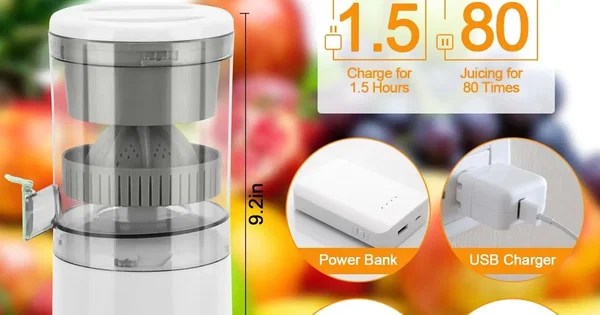 1.5
80
Charge for
1.5 Hours
Juicing for
80 Times
9.2in
Power Bank
USB Charger